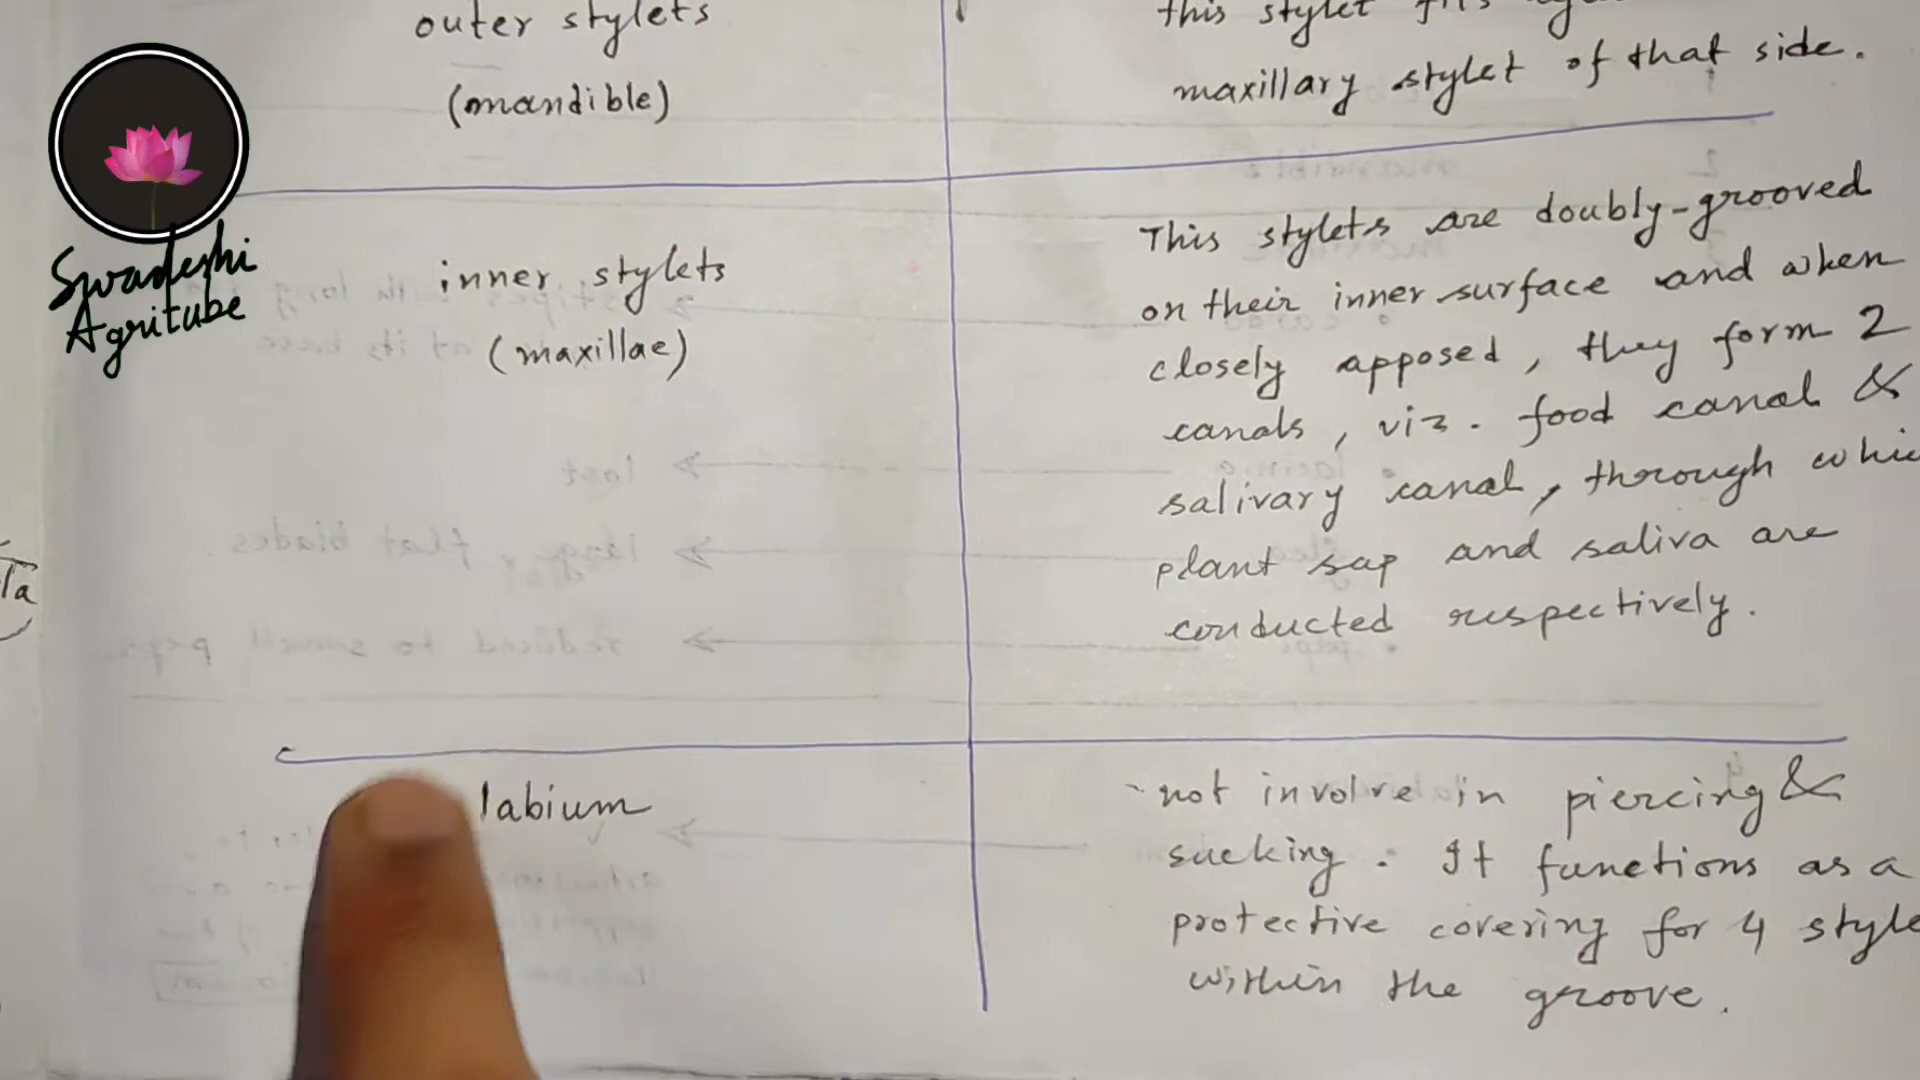 outer stylets
(mandible)
this stylet fits
maxillary stylet of that side.
Swadeshi
Agritube
inner stylets
(maxillae)
This stylets are doubly-grooved
on their inner surface and when
closely apposed, they form 2
canals, viz. food canal &
salivary canal, through whic
plant sap and saliva are
conducted respectively.
labium
not involve in piercing &
sucking. It functions as a
protective covering for 4 style
within the groove.